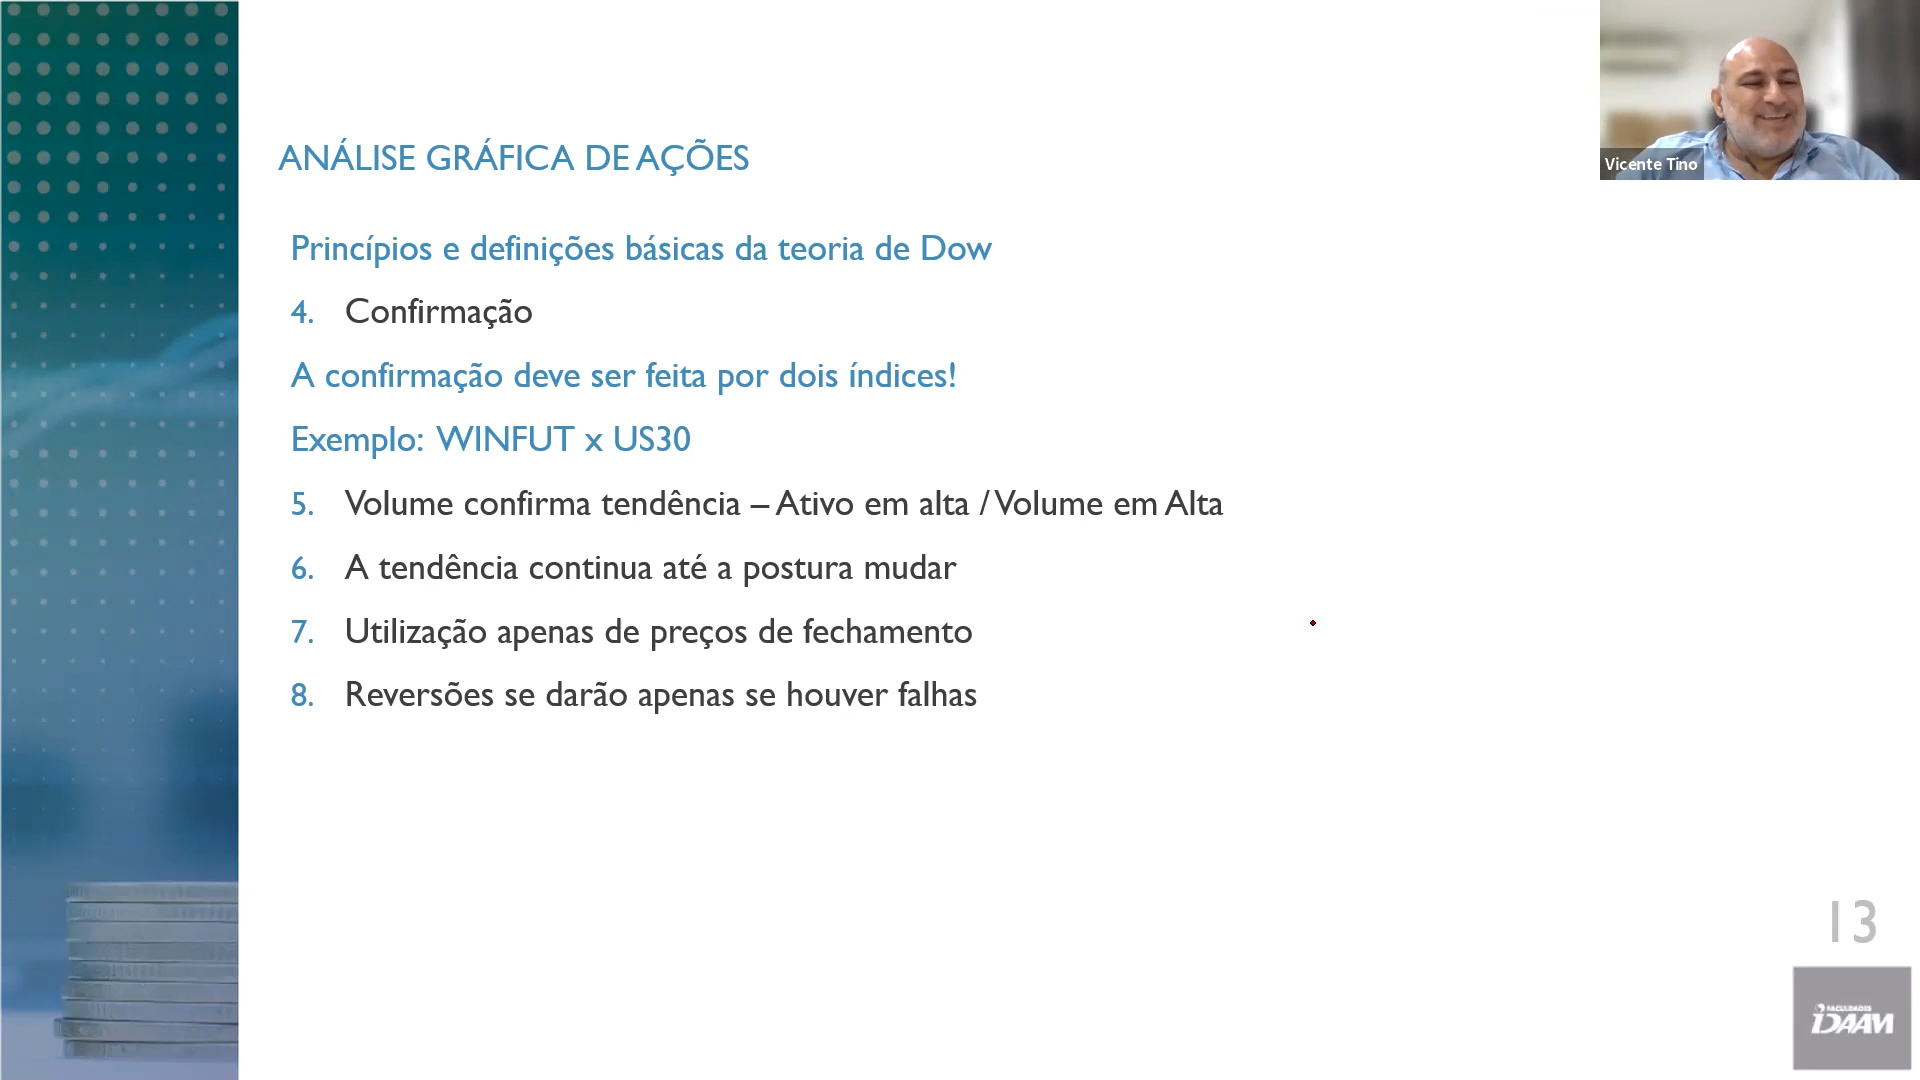 Vicente Tino
ANÁLISE GRÁFICA DE AÇÕES
Princípios e definições básicas da teoria de Dow
4. Confirmação
A confirmação deve ser feita por dois índices!
Exemplo: WINFUT x US30
5. Volume confirma tendência – Ativo em alta / Volume em Alta
6. A tendência continua até a postura mudar
7. Utilização apenas de preços de fechamento
8. Reversões se darão apenas se houver falhas
13
FACULDADES
IDAAM